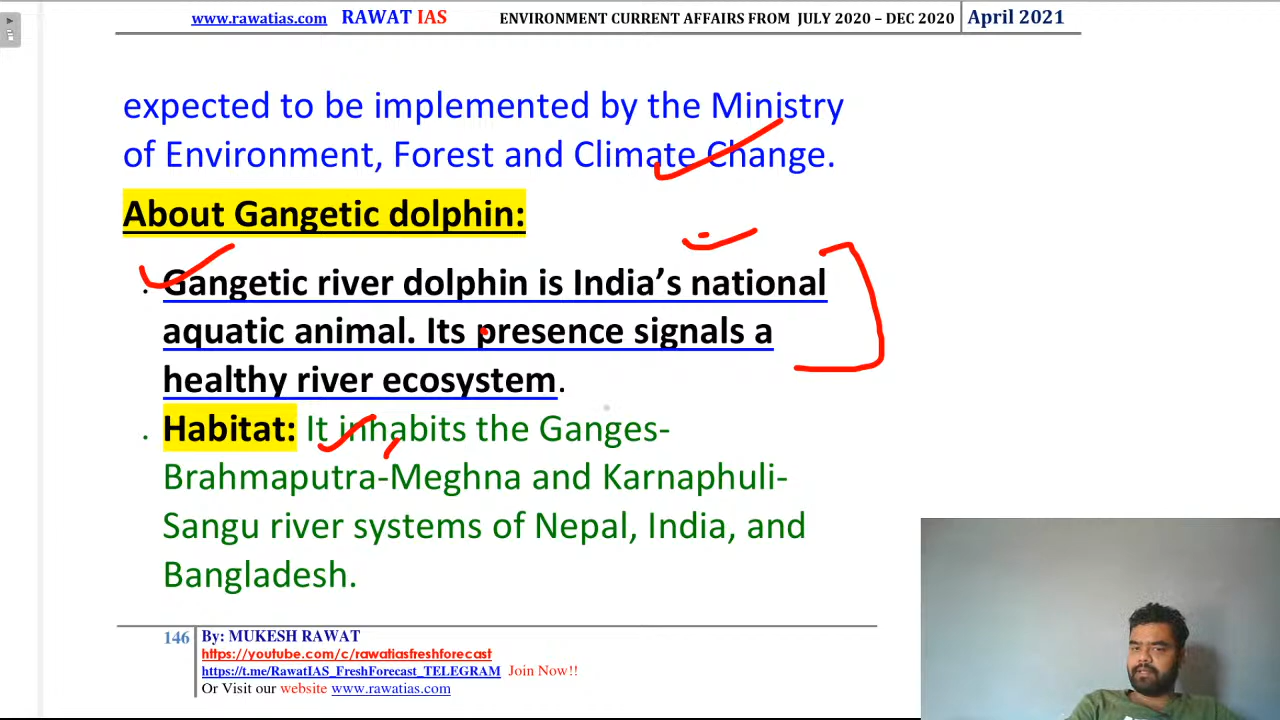 www.rawatias.com RAWAT IAS ENVIRONMENT CURRENT AFFAIRS FROM JULY 2020 – DEC 2020 April 2021
expected to be implemented by the Ministry
of Environment, Forest and Climate Change.
About Gangetic dolphin:
• Gangetic river dolphin is India’s national
aquatic animal. Its presence signals a
healthy river ecosystem.
• Habitat: It inhabits the Ganges-
Brahmaputra-Meghna and Karnaphuli-
Sangu river systems of Nepal, India, and
Bangladesh.
146 By: MUKESH RAWAT
https://youtube.com/c/rawatiasfreshforecast
https://t.me/RawatIAS_FreshForecast_TELEGRAM Join Now!!
Or Visit our website www.rawatias.com